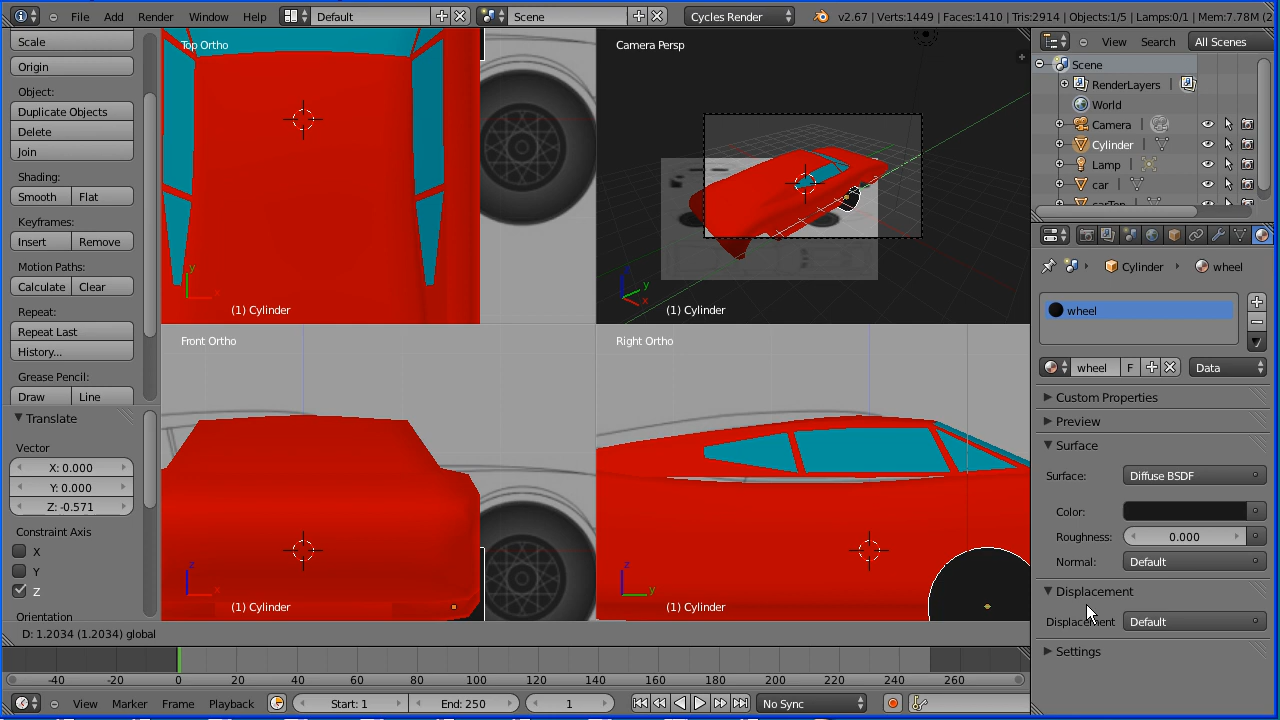 File Add Render Window Help Default Scene Cycles Render v2.67 | Verts:1449 | Faces:1410 | Tris:2914 | Objects:1/5 | Lamps:0/1 | Mem:7.78M (2
Scale
Origin
Object:
Duplicate Objects
Delete
Join
Shading:
Smooth Flat
Keyframes:
Insert Remove
Motion Paths:
Calculate Clear
Repeat:
Repeat Last
History...
Grease Pencil:
Draw Line
Translate
Vector
X: 0.000
Y: 0.000
Z: -0.571
Constraint Axis
X
Y
Z
Orientation
Top Ortho
y
x
(1) Cylinder
Camera Persp
y
x
(1) Cylinder
Front Ortho
z
x
(1) Cylinder
Right Ortho
z
y
(1) Cylinder
D: 1.2034 (1.2034) global
-40 -20 0 20 40 60 80 100 120 140 160 180 200 220 240 260
View Marker Frame Playback Start: 1 End: 250 1 No Sync
View Search All Scenes
Scene
RenderLayers
World
Camera
Cylinder
Lamp
car
Cylinder wheel
wheel
wheel F Data
Custom Properties
Preview
Surface
Surface: Diffuse BSDF
Color:
Roughness: 0.000
Normal: Default
Displacement
Displacement Default
Settings